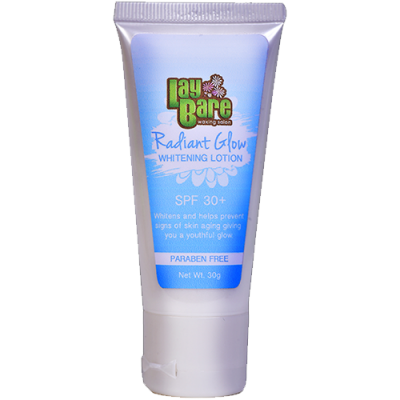 Lay
Bare
waxing salon
Radiant Glow
WHITENING LOTION
SPF 30+
Whitens and helps prevent
signs of skin aging giving
you a youthful glow.
PARABEN FREE
Net Wt. 30g